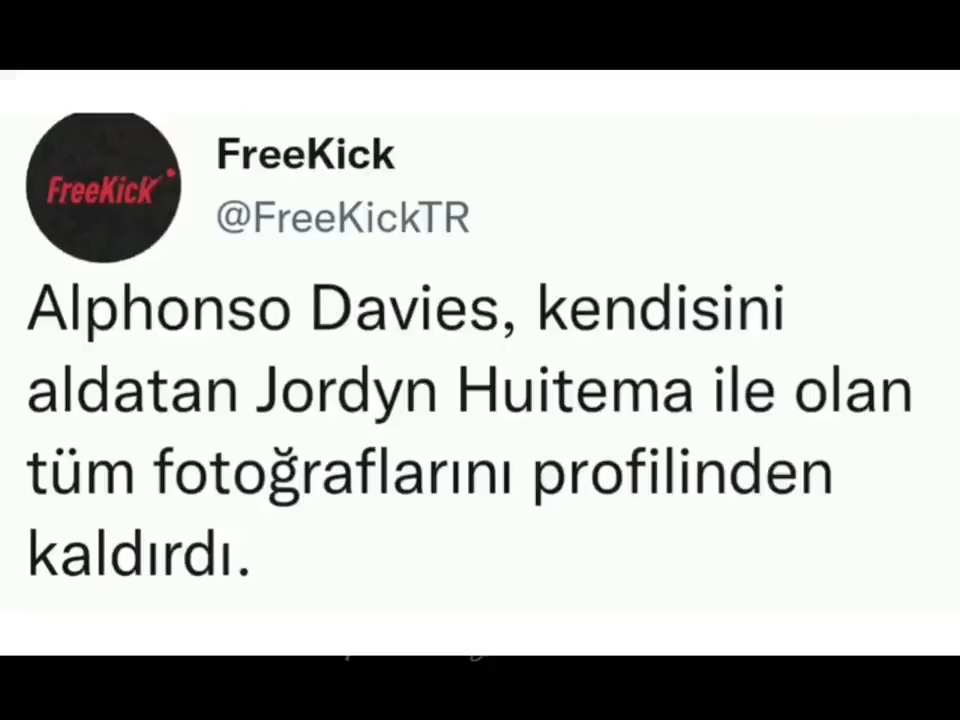 FreeKick
FreeKick
@FreeKickTR
Alphonso Davies, kendisini
aldatan Jordyn Huitema ile olan
tüm fotoğraflarını profilinden
kaldırdı.